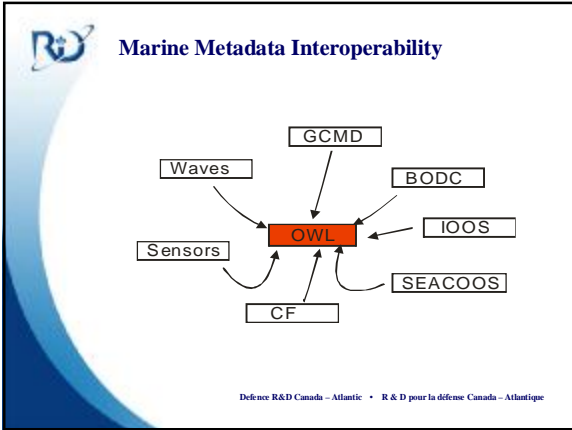 Marine Metadata Interoperability
GCMD
Waves
BODC
IOOS
OWL
Sensors
SEACOOS
CF
Defence R&D Canada – Atlantic • R & D pour la défense Canada – Atlantique